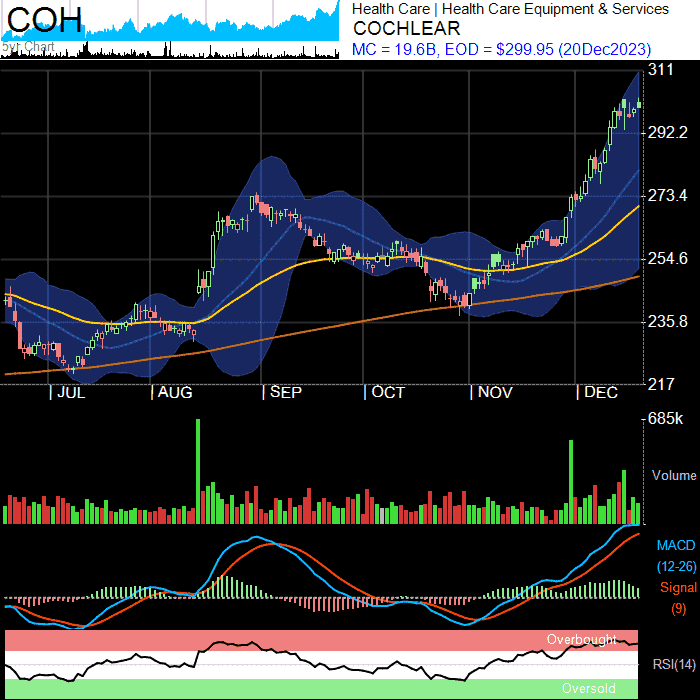 COH
5yr Chart
Health Care | Health Care Equipment & Services
COCHLEAR
MC = 19.6B, EOD = $299.95 (20Dec2023)
311
292.2
273.4
254.6
235.8
217
| JUL | AUG | SEP | OCT | NOV | DEC
685k
Volume
MACD
(12-26)
Signal
(9)
Overbought
RSI(14)
Oversold